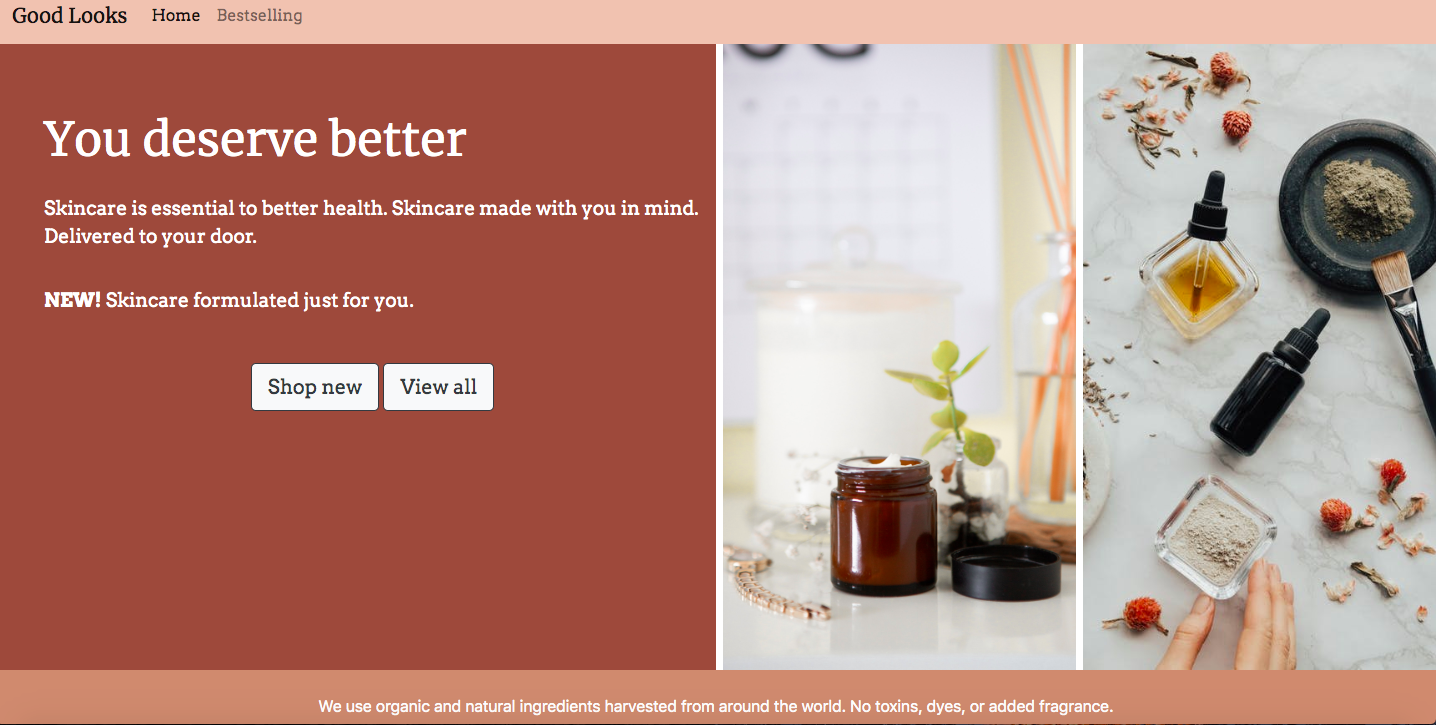 Good Looks Home Bestselling
You deserve better
Skincare is essential to better health. Skincare made with you in mind.
Delivered to your door.
NEW! Skincare formulated just for you.
Shop new View all
We use organic and natural ingredients harvested from around the world. No toxins, dyes, or added fragrance.